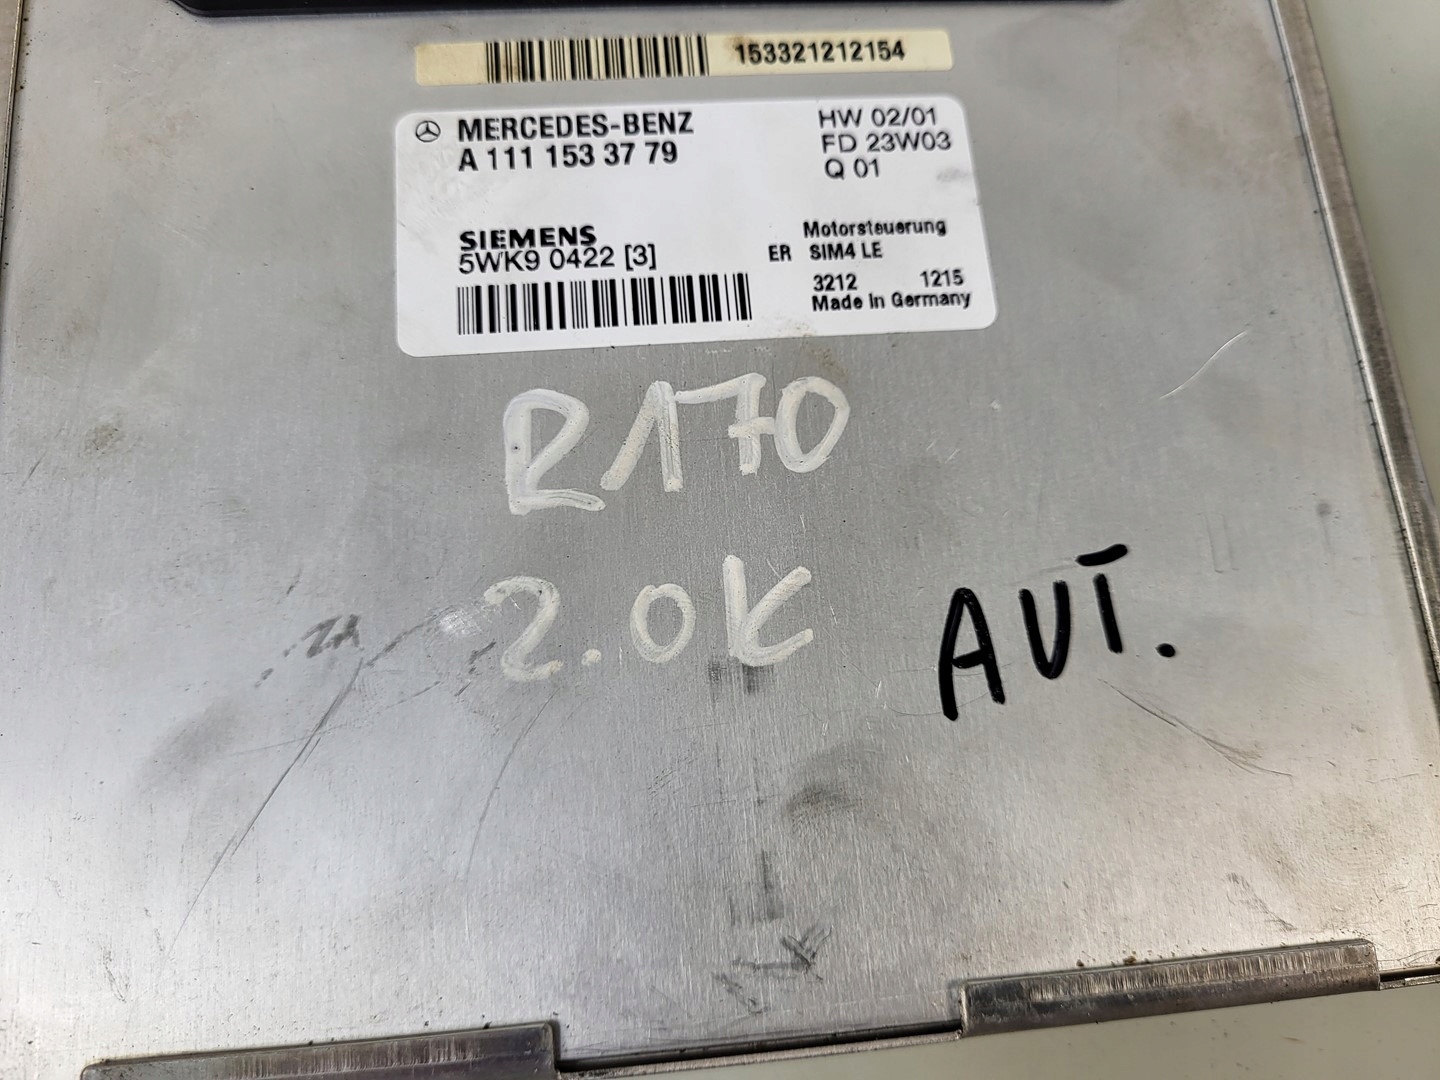 153321212154
MERCEDES-BENZ
A 111 153 37 79
HW 02/01
FD 23W03
Q 01
SIEMENS
5WK9 0422 [3]
Motorsteuerung
ER SIM4 LE
3212 1215
Made in Germany
R170
2.0K
AUT.